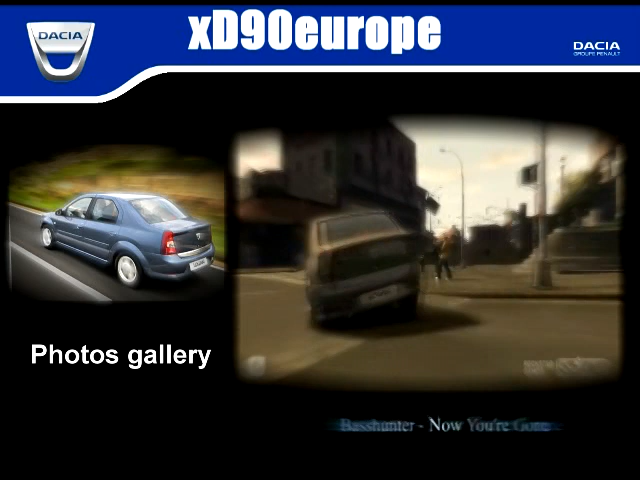 xD90europe
DACIA
DACIA
GROUPE RENAULT
Photos gallery
Basshunter - Now You're Gone